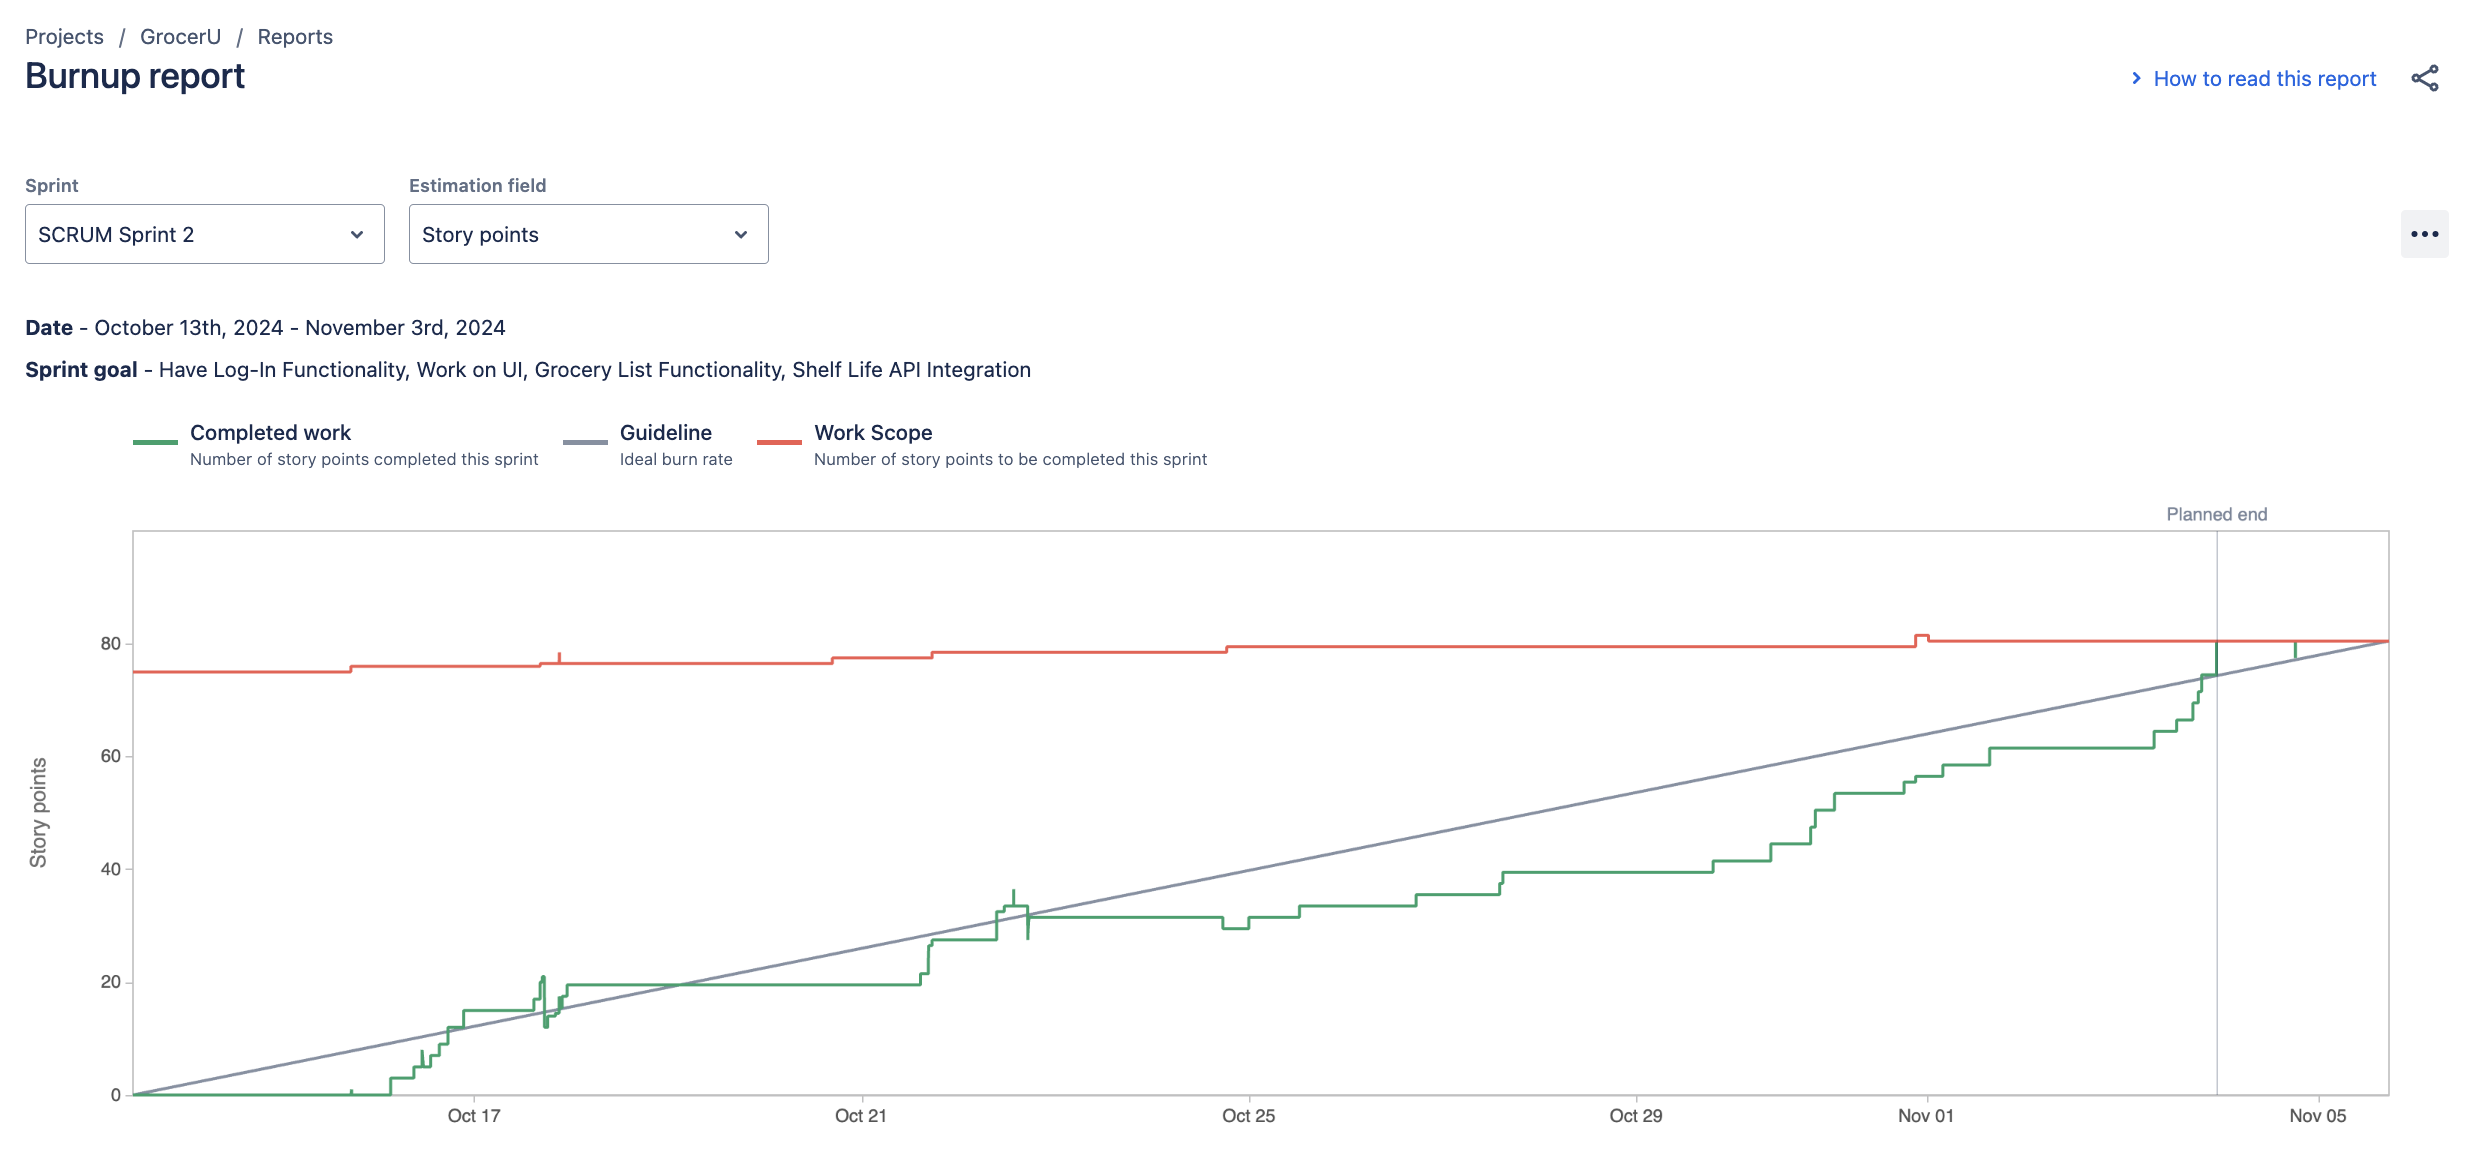 Projects / GrocerU / Reports
Burnup report
How to read this report
Sprint
Estimation field
SCRUM Sprint 2
Story points
Date - October 13th, 2024 - November 3rd, 2024
Sprint goal - Have Log-In Functionality, Work on UI, Grocery List Functionality, Shelf Life API Integration
Completed work
Number of story points completed this sprint
Guideline
Ideal burn rate
Work Scope
Number of story points to be completed this sprint
Planned end
Story points
80
60
40
20
0
Oct 17
Oct 21
Oct 25
Oct 29
Nov 01
Nov 05